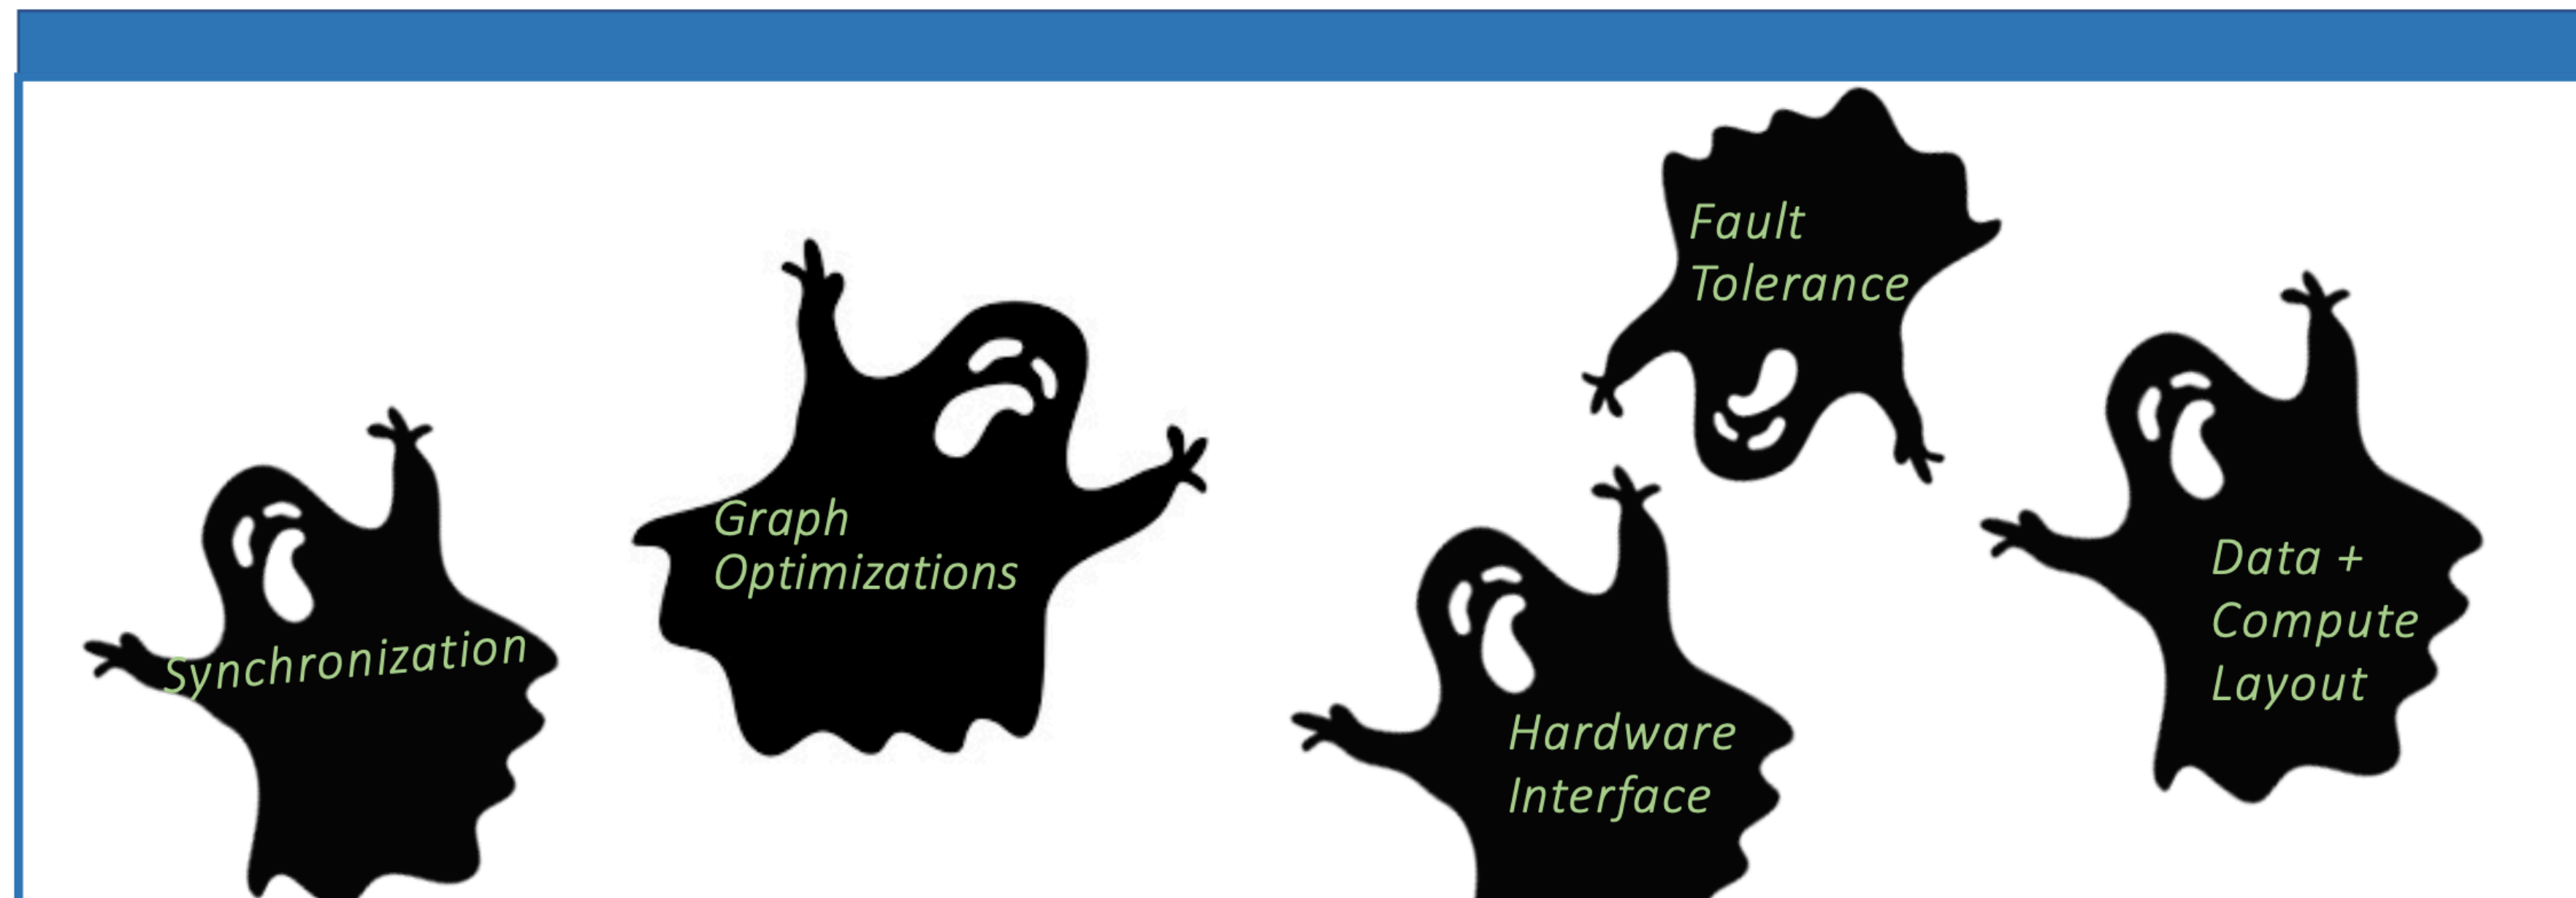 Synchronization
Graph
Optimizations
Fault
Tolerance
Hardware
Interface
Data +
Compute
Layout